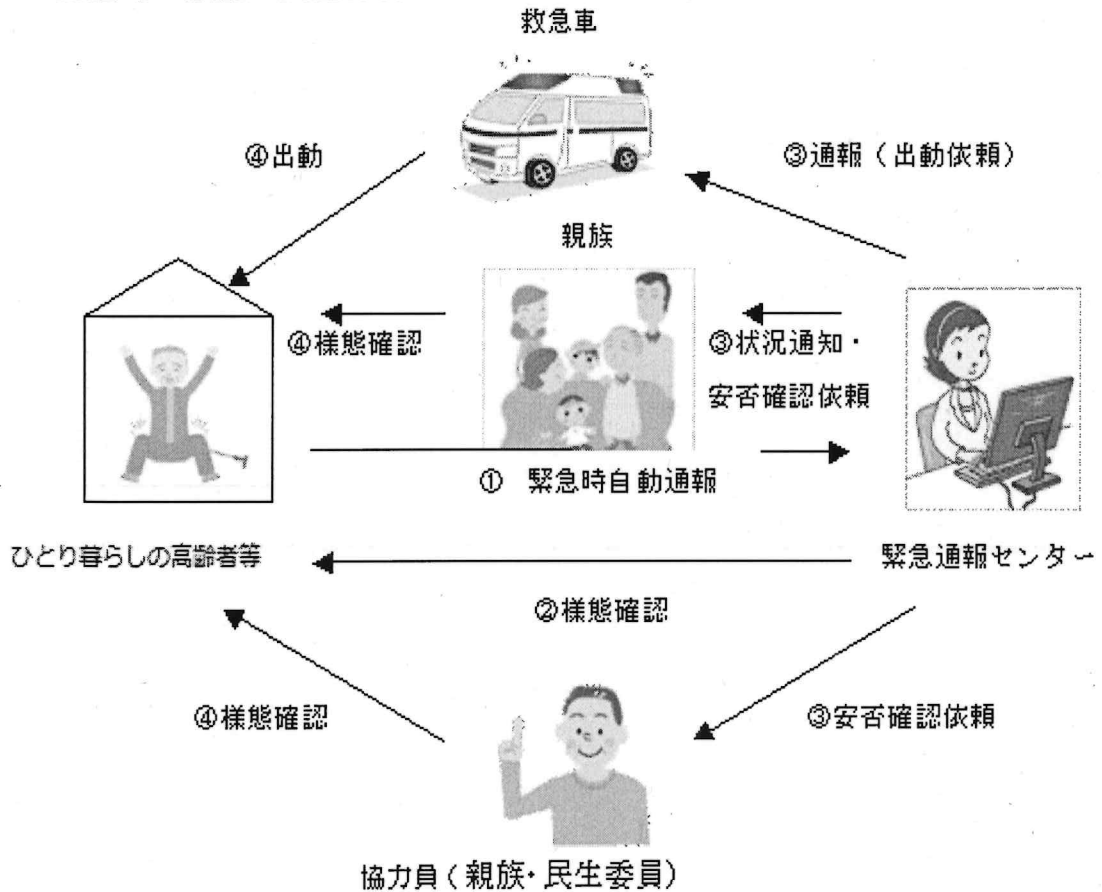 救急車
④出動
③通報（出動依頼）
親族
④様態確認
③状況通知・
安否確認依頼
① 緊急時自動通報
ひとり暮らしの高齢者等
緊急通報センター
②様態確認
④様態確認
③安否確認依頼
協力員（親族・民生委員）